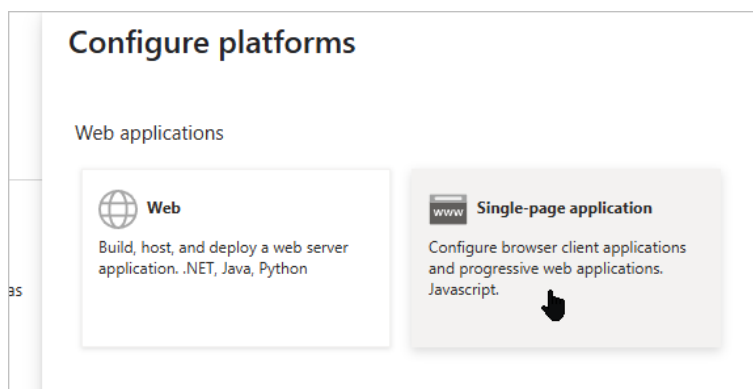 Configure platforms
Web applications
Web
Build, host, and deploy a web server
application. .NET, Java, Python
www
Single-page application
Configure browser client applications
and progressive web applications.
Javascript.
as